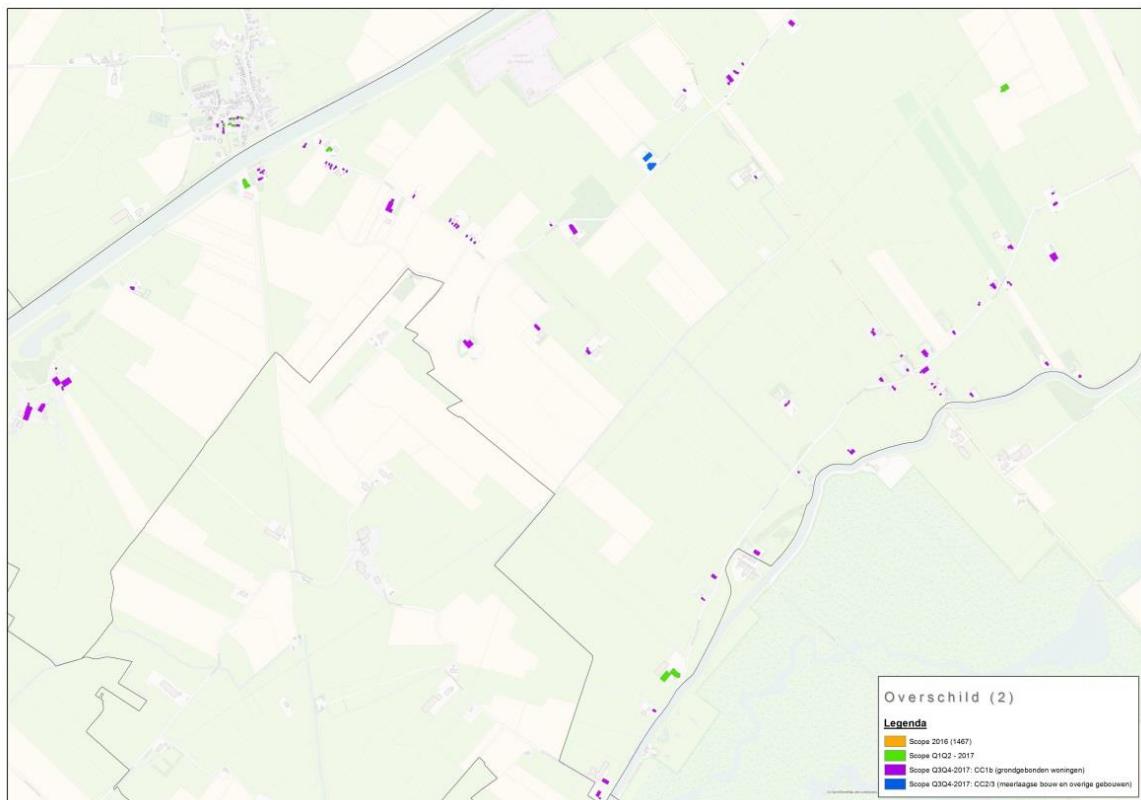 Overschild (2)
Legenda
Scope 2016 (1467)
Scope Q1Q2 - 2017
Scope Q3Q4-2017: CC1b (grondgebonden woningen)
Scope Q3Q4-2017: CC2/3 (meerlaagse bouw en overige gebouwen)